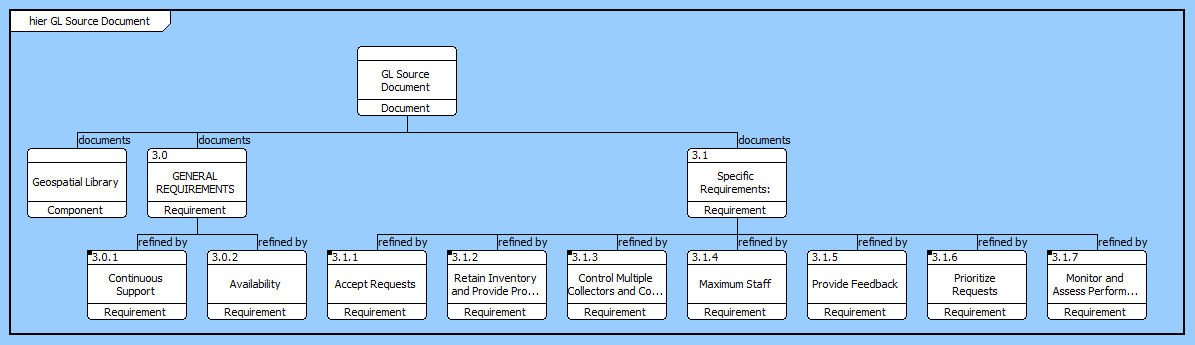 hier GL Source Document
GL Source
Document
Document
documents
documents
documents
3.0
3.1
Geospatial Library
GENERAL
REQUIREMENTS
Specific
Requirements:
Component
Requirement
Requirement
refined by
refined by
refined by
refined by
refined by
refined by
refined by
refined by
refined by
3.0.1
3.0.2
3.1.1
3.1.2
3.1.3
3.1.4
3.1.5
3.1.6
3.1.7
Continuous
Support
Availability
Accept Requests
Retain Inventory
and Provide Pro...
Control Multiple
Collectors and Co...
Maximum Staff
Provide Feedback
Prioritize
Requests
Monitor and
Assess Perform...
Requirement
Requirement
Requirement
Requirement
Requirement
Requirement
Requirement
Requirement
Requirement